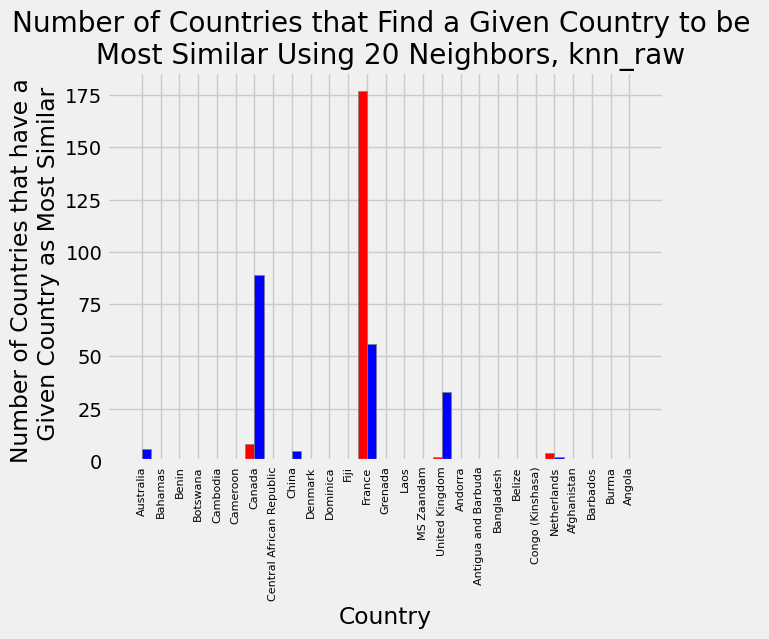 Number of Countries that Find a Given Country to be
Most Similar Using 20 Neighbors, knn_raw
Number of Countries that have a
Given Country as Most Similar
175
150
125
100
75
50
25
0
Australia
Bahamas
Benin
Botswana
Cambodia
Cameroon
Canada
Central African Republic
China
Denmark
Dominica
Fiji
France
Grenada
Laos
MS Zaandam
United Kingdom
Andorra
Antigua and Barbuda
Bangladesh
Belize
Congo (Kinshasa)
Netherlands
Afghanistan
Barbados
Burma
Angola
Country